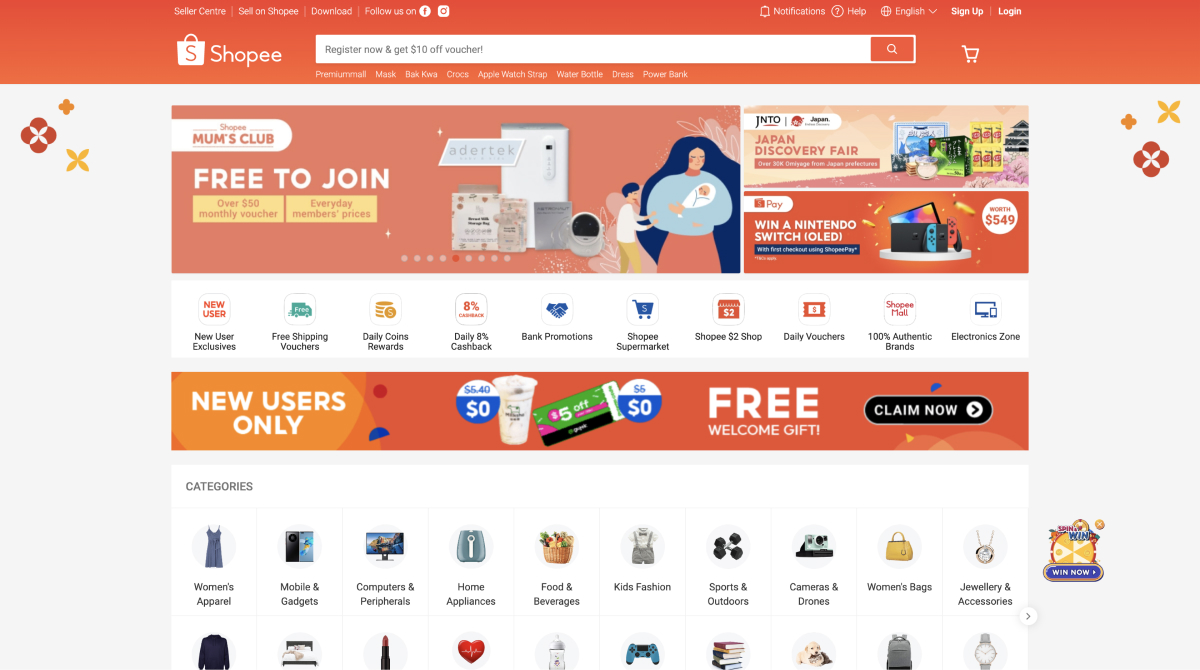 Seller Centre
Sell on Shopee
Download
Follow us on
Notifications
Help
English
Sign Up
Login
Shopee
Register now & get $10 off voucher!
Premiummall
Mask
Bak Kwa
Crocs
Apple Watch Strap
Water Bottle
Dress
Power Bank
Shopee
MUM'S CLUB
FREE TO JOIN
Over $50
monthly voucher
Everyday
members' prices
adertek
JNTO
Japan.
JAPAN
DISCOVERY FAIR
Over 30K Omiyage from Japan prefectures
Pay
WIN A NINTENDO
SWITCH (OLED)
With first checkout using ShopeePay*
*T&Cs apply
WORTH
$549
NEW
USER
New User
Exclusives
Free
Free Shipping
Vouchers
Daily Coins
Rewards
8%
CASHBACK
Daily 8%
Cashback
Bank Promotions
Shopee
Supermarket
$2
Shopee $2 Shop
Daily Vouchers
Shopee
Mall
100% Authentic
Brands
Electronics Zone
NEW USERS
ONLY
$5.40
$0
$5 off
$5
$0
FREE
WELCOME GIFT!
CLAIM NOW
CATEGORIES
Women's
Apparel
Mobile &
Gadgets
Computers &
Peripherals
Home
Appliances
Food &
Beverages
Kids Fashion
Sports &
Outdoors
Cameras &
Drones
Women's Bags
Jewellery &
Accessories
SPIN N
WIN
WIN NOW